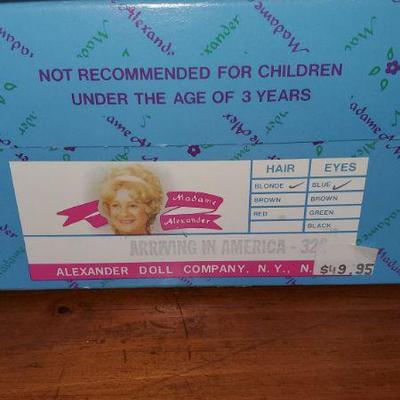 NOT RECOMMENDED FOR CHILDREN
UNDER THE AGE OF 3 YEARS
Madame
Alexander
HAIR EYES
BLONDE ✓ BLUE ✓
BROWN BROWN
RED GREEN
BLACK
ARRIVING IN AMERICA - 32
ALEXANDER DOLL COMPANY, N.Y., N.
$49.95